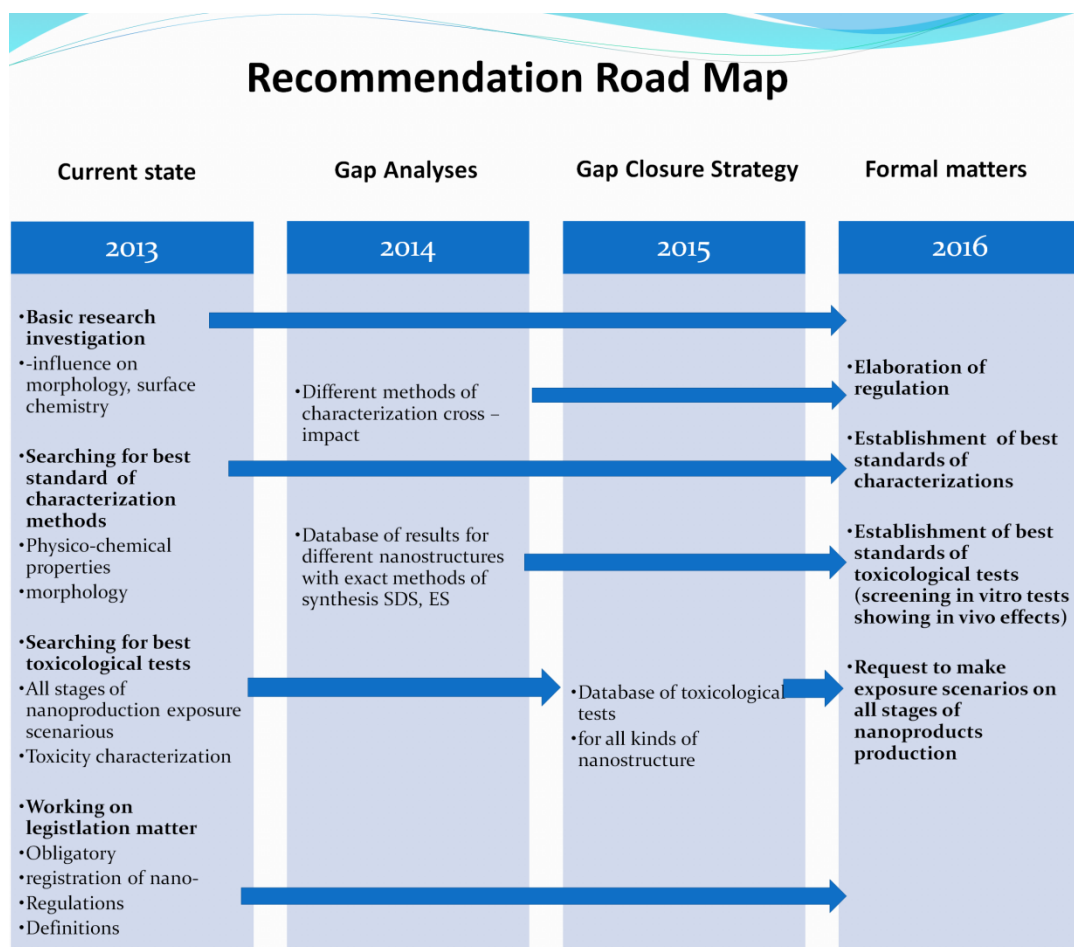 Recommendation Road Map
Current state
Gap Analyses
Gap Closure Strategy
Formal matters
2013
2014
2015
2016
•Basic research
investigation
•-influence on
morphology, surface
chemistry
•Searching for best
standard of
characterization
methods
•Physico-chemical
properties
•morphology
•Searching for best
toxicological tests
•All stages of
nanoproduction exposure
scenarious
•Toxicity characterization
•Working on
legistlation matter
•Obligatory
•registration of nano-
•Regulations
•Definitions
•Different methods of
characterization cross –
impact
•Database of results for
different nanostructures
with exact methods of
synthesis SDS, ES
•Database of toxicological
tests
•for all kinds of
nanostructure
•Elaboration of
regulation
•Establishment of best
standards of
characterizations
•Establishment of best
standards of
toxicological tests
(screening in vitro tests
showing in vivo effects)
•Request to make
exposure scenarios on
all stages of
nanoproducts
production